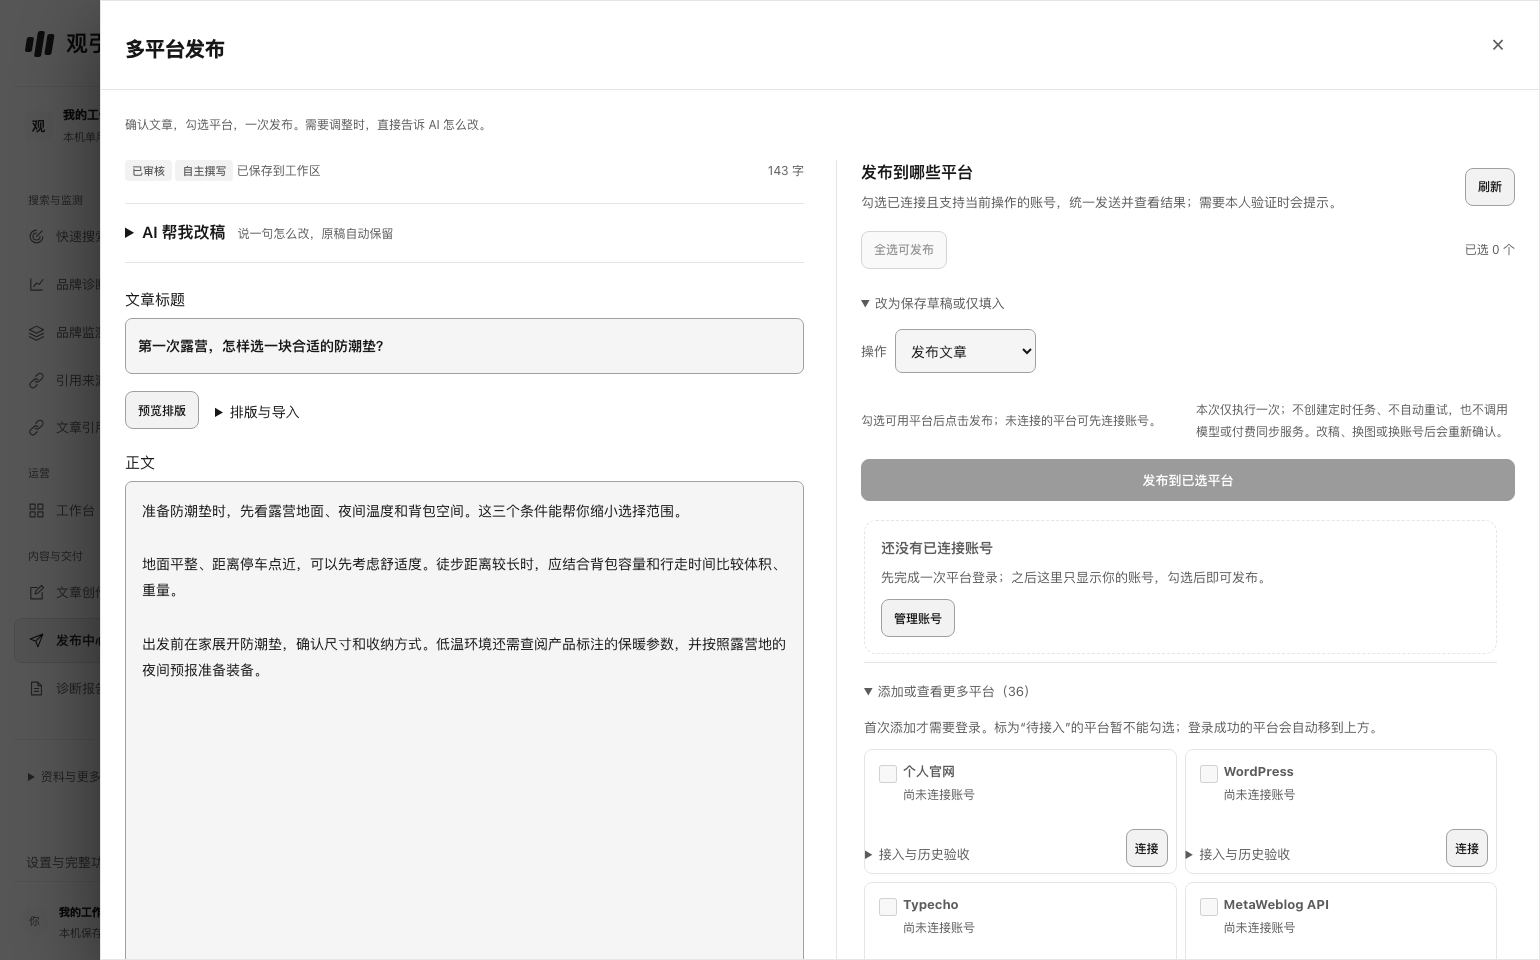 观引
观
我的工
本机单用
搜索与监测
快速搜索
品牌诊断
品牌监测
引用来源
文章引用
运营
工作台
内容与交付
文章创作
发布中心
诊断报告
资料与更多
设置与完整功
你
我的工作
本机保存
多平台发布
×
确认文章，勾选平台，一次发布。需要调整时，直接告诉 AI 怎么改。
已审核 自主撰写 已保存到工作区 143 字
AI 帮我改稿 说一句怎么改，原稿自动保留
文章标题
第一次露营，怎样选一块合适的防潮垫?
预览排版 排版与导入
正文
准备防潮垫时，先看露营地面、夜间温度和背包空间。这三个条件能帮你缩小选择范围。
地面平整、距离停车点近，可以先考虑舒适度。徒步距离较长时，应结合背包容量和行走时间比较体积、
重量。
出发前在家展开防潮垫，确认尺寸和收纳方式。低温环境还需查阅产品标注的保暖参数，并按照露营地的
夜间预报准备装备。
发布到哪些平台
勾选已连接且支持当前操作的账号，统一发送并查看结果；需要本人验证时会提示。
刷新
全选可发布 已选 0 个
改为保存草稿或仅填入
操作 发布文章
勾选可用平台后点击发布；未连接的平台可先连接账号。
本次仅执行一次；不创建定时任务、不自动重试，也不调用
模型或付费同步服务。改稿、换图或换账号后会重新确认。
发布到已选平台
还没有已连接账号
先完成一次平台登录；之后这里只显示你的账号，勾选后即可发布。
管理账号
添加或查看更多平台（36）
首次添加才需要登录。标为“待接入”的平台暂不能勾选；登录成功的平台会自动移到上方。
个人官网
尚未连接账号
接入与历史验收 连接
WordPress
尚未连接账号
接入与历史验收 连接
Typecho
尚未连接账号
MetaWeblog API
尚未连接账号